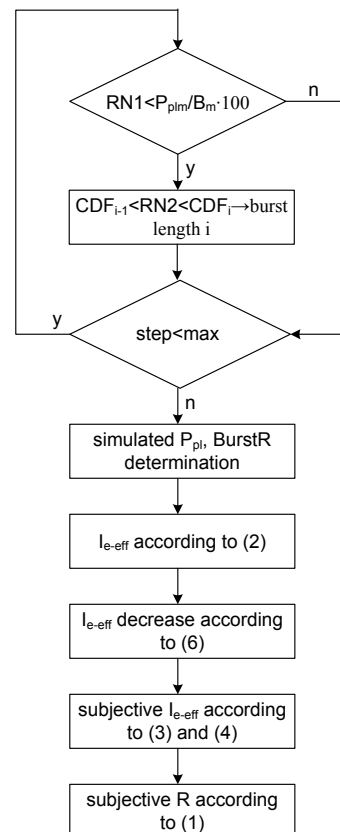 RN1<P_plm/B_m·100
n
y
CDF_i-1<RN2<CDF_i→burst
length i
y
step<max
n
simulated P_pl, BurstR
determination
I_e-eff according to (2)
I_e-eff decrease according
to (6)
subjective I_e-eff according
to (3) and (4)
subjective R according
to (1)